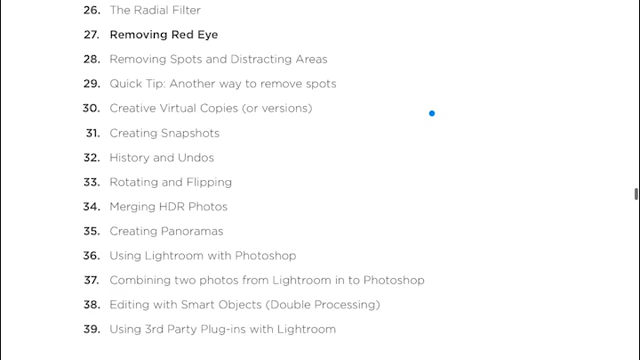 26. The Radial Filter
27. Removing Red Eye
28. Removing Spots and Distracting Areas
29. Quick Tip: Another way to remove spots
30. Creative Virtual Copies (or versions)
31. Creating Snapshots
32. History and Undos
33. Rotating and Flipping
34. Merging HDR Photos
35. Creating Panoramas
36. Using Lightroom with Photoshop
37. Combining two photos from Lightroom in to Photoshop
38. Editing with Smart Objects (Double Processing)
39. Using 3rd Party Plug-ins with Lightroom